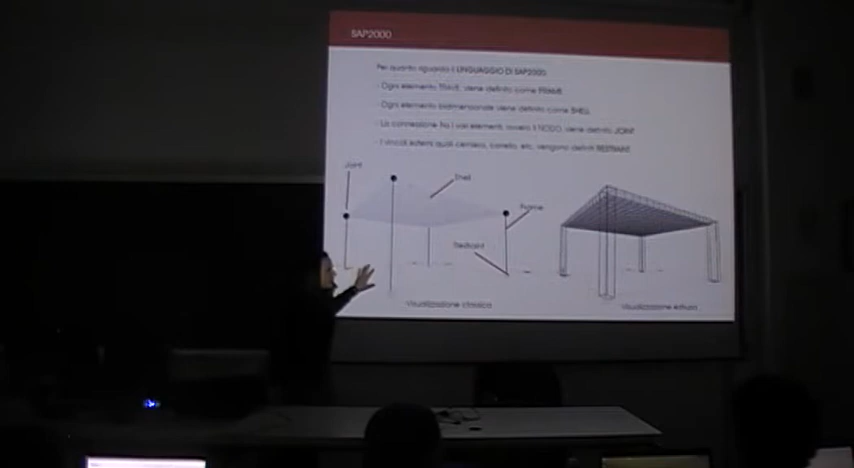 SAP2000
Per quanto riguarda il LINGUAGGIO DI SAP2000
- Ogni elemento TRAVE, viene definito come FRAME
- Ogni elemento bidimensionale viene definito come SHELL
- La connessione fra i vari elementi, ovvero il NODO, viene definito JOINT
- I vincoli esterni quali cerniera, carrello, etc, vengono definiti RESTRAINT
Joint
Shell
Frame
Restraint
Visualizzazione classica
Visualizzazione estrusa